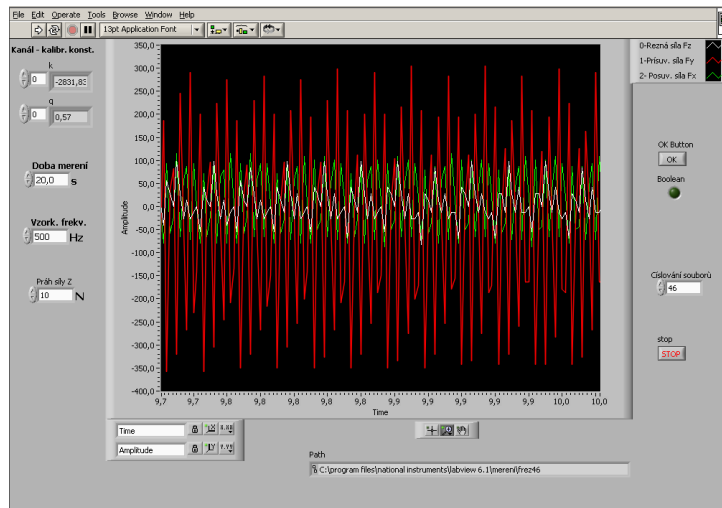 File Edit Operate Tools Browse Window Help
13pt Application Font
Kanál - kalibr. konst.
k
0
-2831,83
q
0
0,57
Doba merení
20,0 s
Vzork. frekv.
500 Hz
Práh síly Z
10 N
350,0
300,0
250,0
200,0
150,0
100,0
50,0
0,0
-50,0
-100,0
-150,0
-200,0
-250,0
-300,0
-350,0
-400,0
Amplitude
9,7 9,7 9,8 9,8 9,8 9,8 9,8 9,9 9,9 9,9 9,9 10,0 10,0
Time
0-Rezná síla Fz
1-Prísuv. síla Fy
2- Posuv. síla Fx
OK Button
OK
Boolean
Císlování souború
46
stop
STOP
Time
Amplitude
Path
C:\program files\national instruments\labview 6.1\merení\frez46